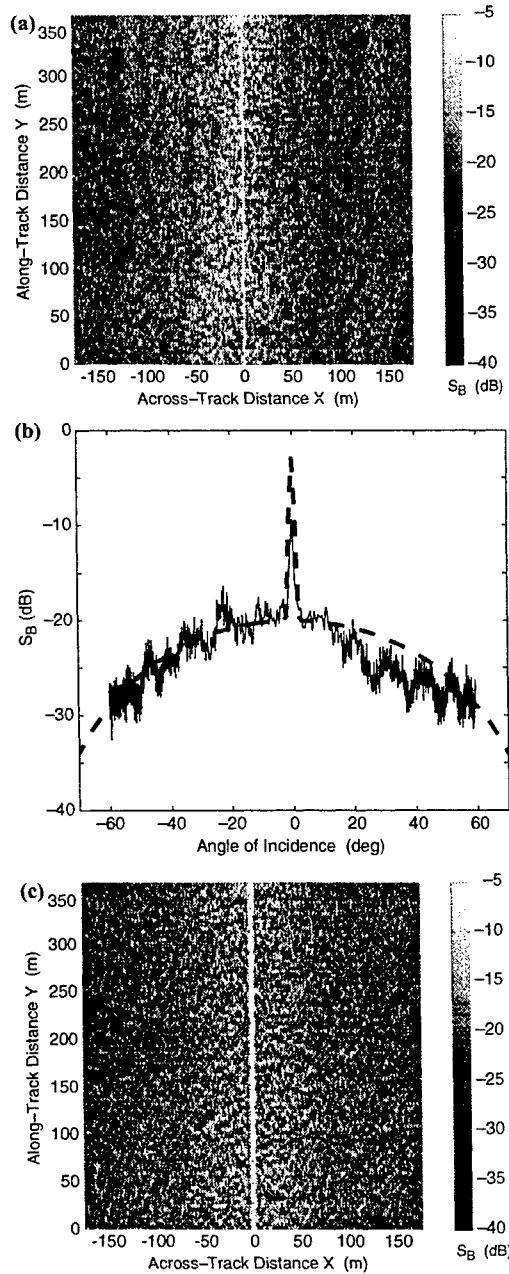 (a)
350
300
250
200
150
100
50
0
Along–Track Distance Y (m)
-150 -100 -50 0 50 100 150
Across–Track Distance X (m)
–5
–10
–15
–20
–25
–30
–35
–40
S_B (dB)
(b)
0
–10
–20
–30
–40
S_B (dB)
–60 –40 –20 0 20 40 60
Angle of Incidence (deg)
(c)
350
300
250
200
150
100
50
0
Along–Track Distance Y (m)
-150 -100 -50 0 50 100 150
Across–Track Distance X (m)
–5
–10
–15
–20
–25
–30
–35
–40
S_B (dB)